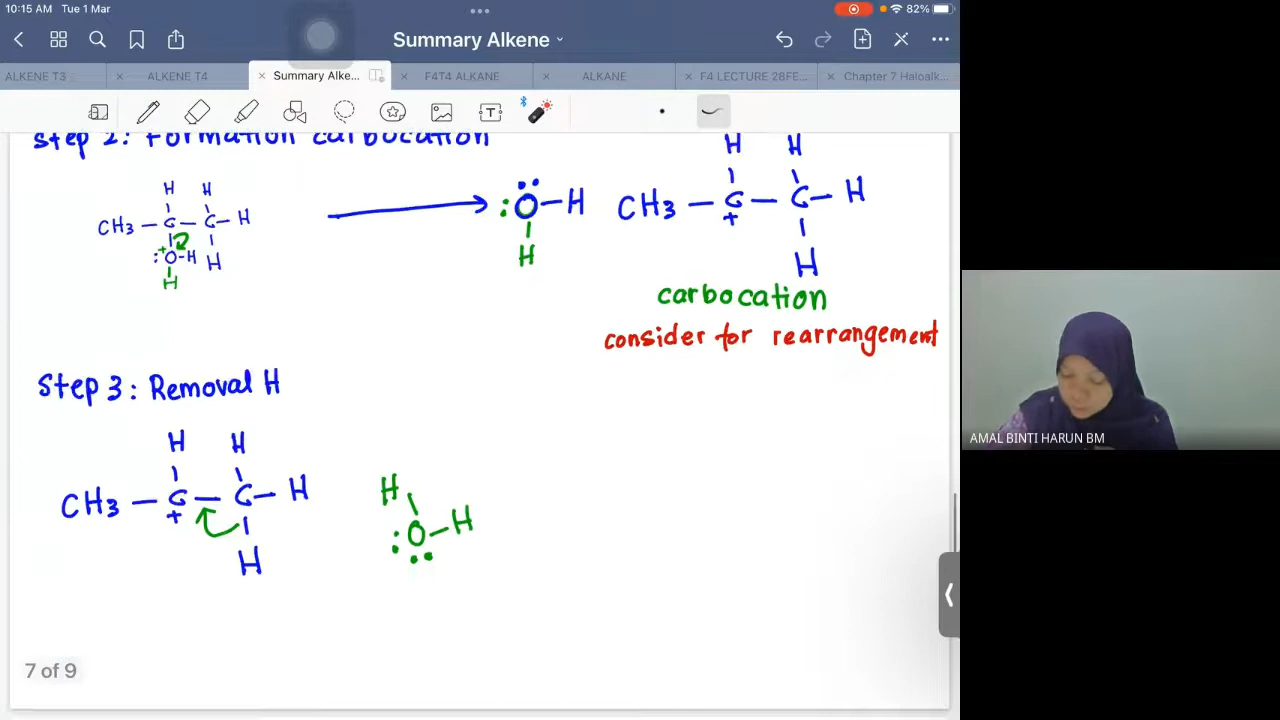 10:15 AM Tue 1 Mar
82%
Summary Alkene
ALKENE T3
ALKENE T4
Summary Alke...
F4T4 ALKANE
ALKANE
F4 LECTURE 28FE...
Chapter 7 Haloalk...
T
Step 2: Formation carbocation
H H
CH3 — C — C — H
+
:O-H H
H
:O — H
H
H H
CH3 — C — C — H
+
H
carbocation
consider for rearrangement
Step 3: Removal H
H H
CH3 — C — C — H
+
H
H
:O — H
AMAL BINTI HARUN BM
7 of 9